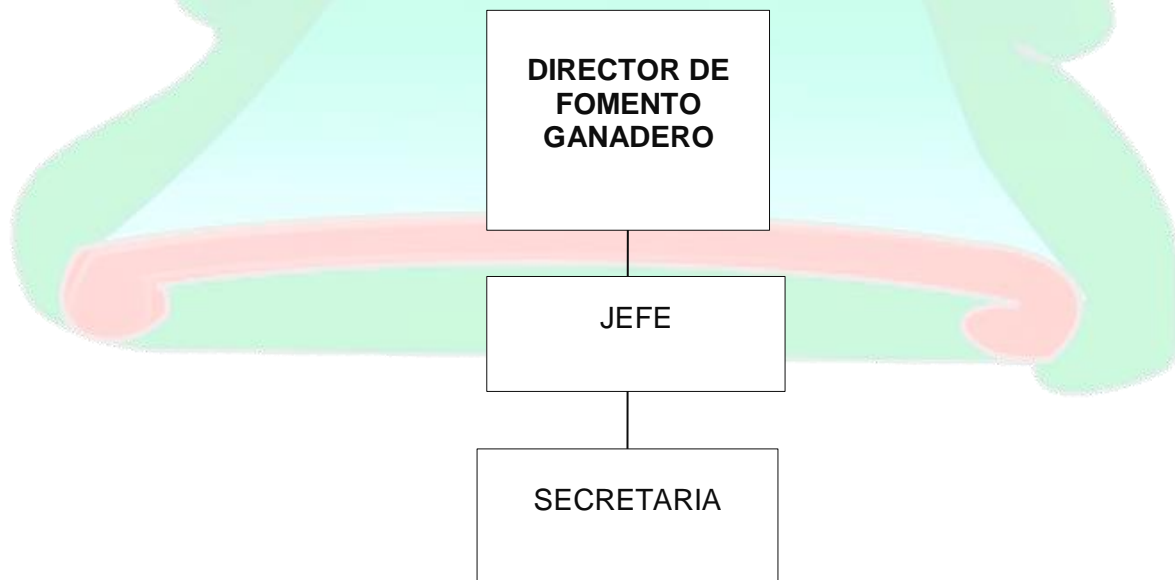 DIRECTOR DE
FOMENTO
GANADERO
JEFE
SECRETARIA